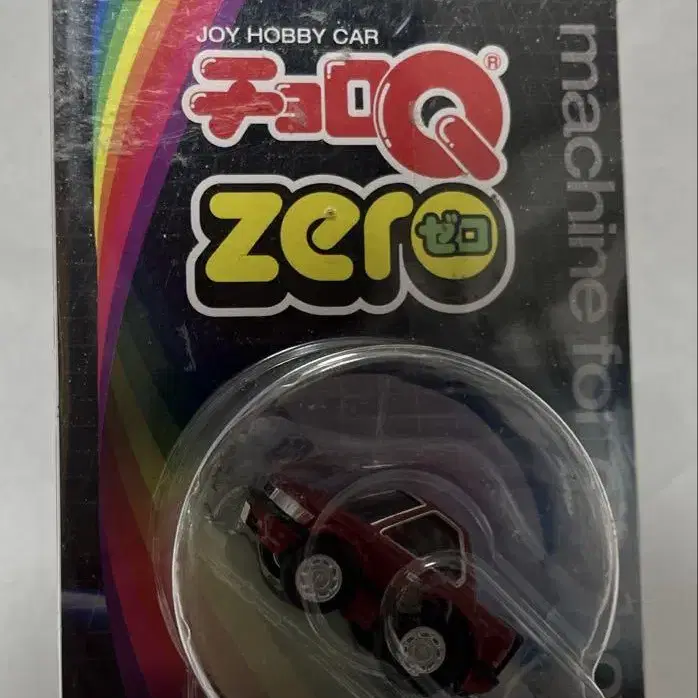 JOY HOBBY CAR
チョロQ®
zero
ゼロ
machine for